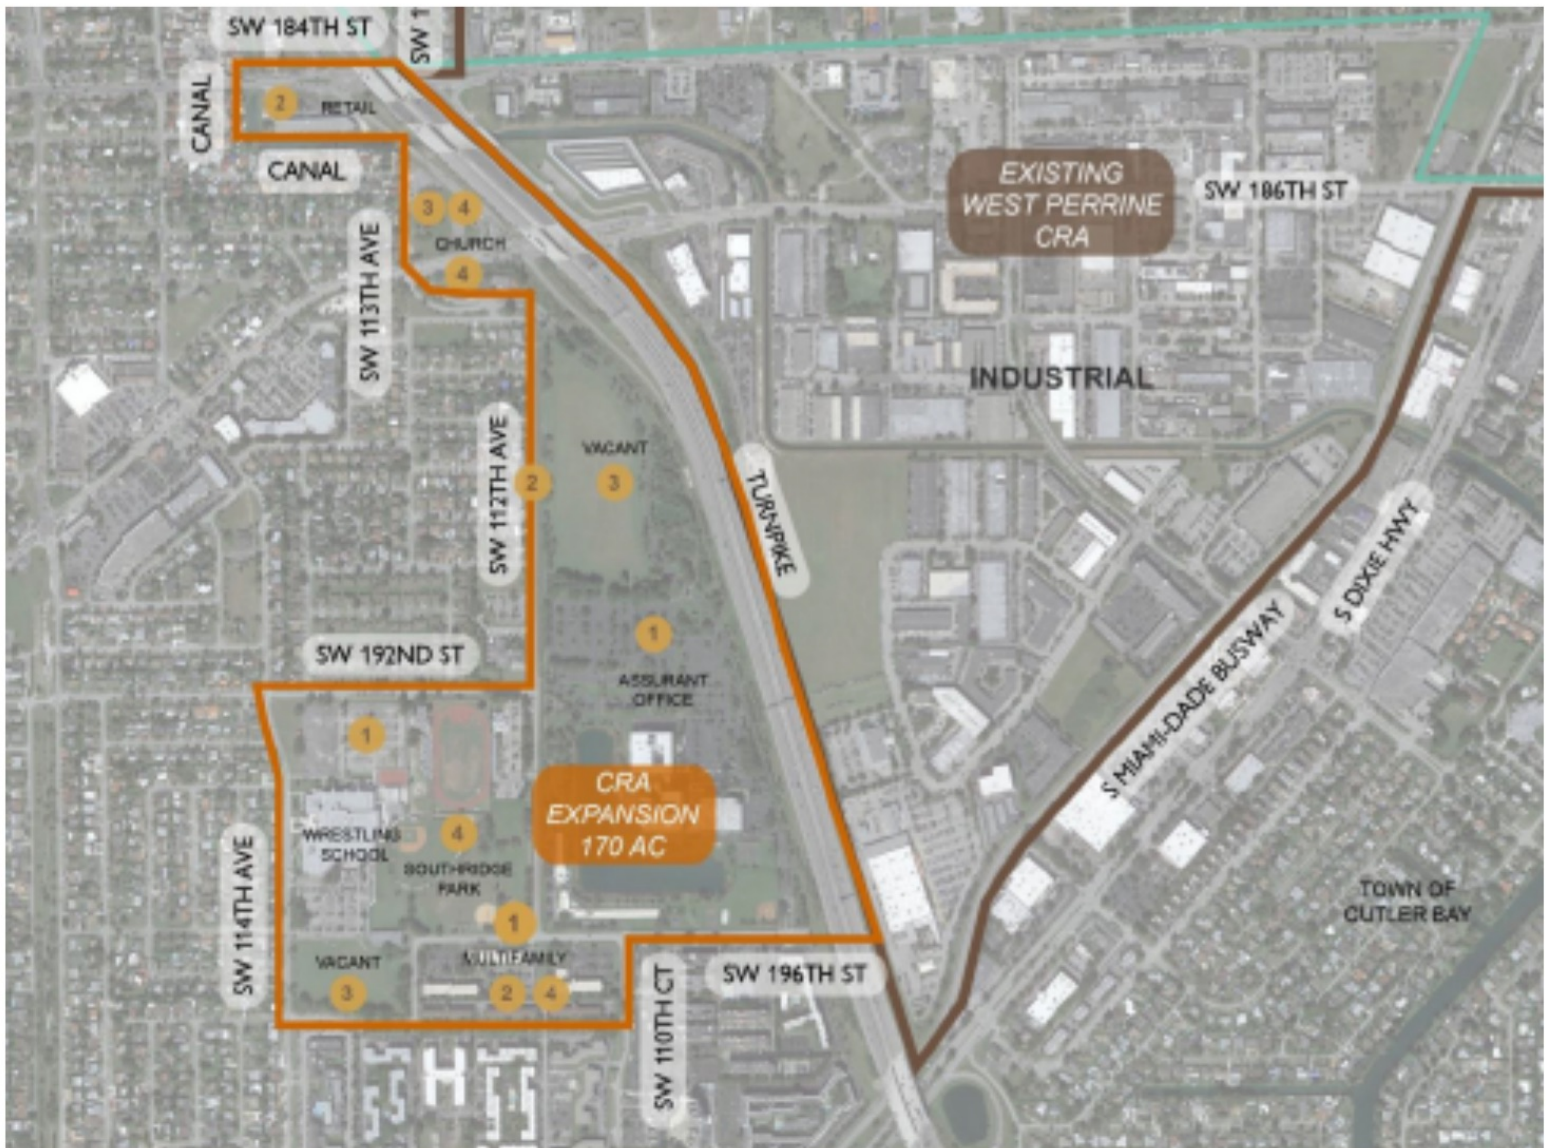 SW 184TH ST
SW 1
CANAL
2
RETAIL
CANAL
EXISTING
WEST PERRINE
CRA
SW 186TH ST
3
4
CHURCH
4
SW 113TH AVE
INDUSTRIAL
SW 112TH AVE
2
VACANT
3
TURNPIKE
S DIXIE HWY
S MIAMI-DADE BUSWAY
SW 192ND ST
1
ASSURANT
OFFICE
1
CRA
EXPANSION
170 AC
WRESTLING
SCHOOL
4
SOUTHRIDGE
PARK
SW 114TH AVE
1
TOWN OF
CUTLER BAY
VACANT
3
MULTIFAMILY
2
4
SW 110TH CT
SW 196TH ST